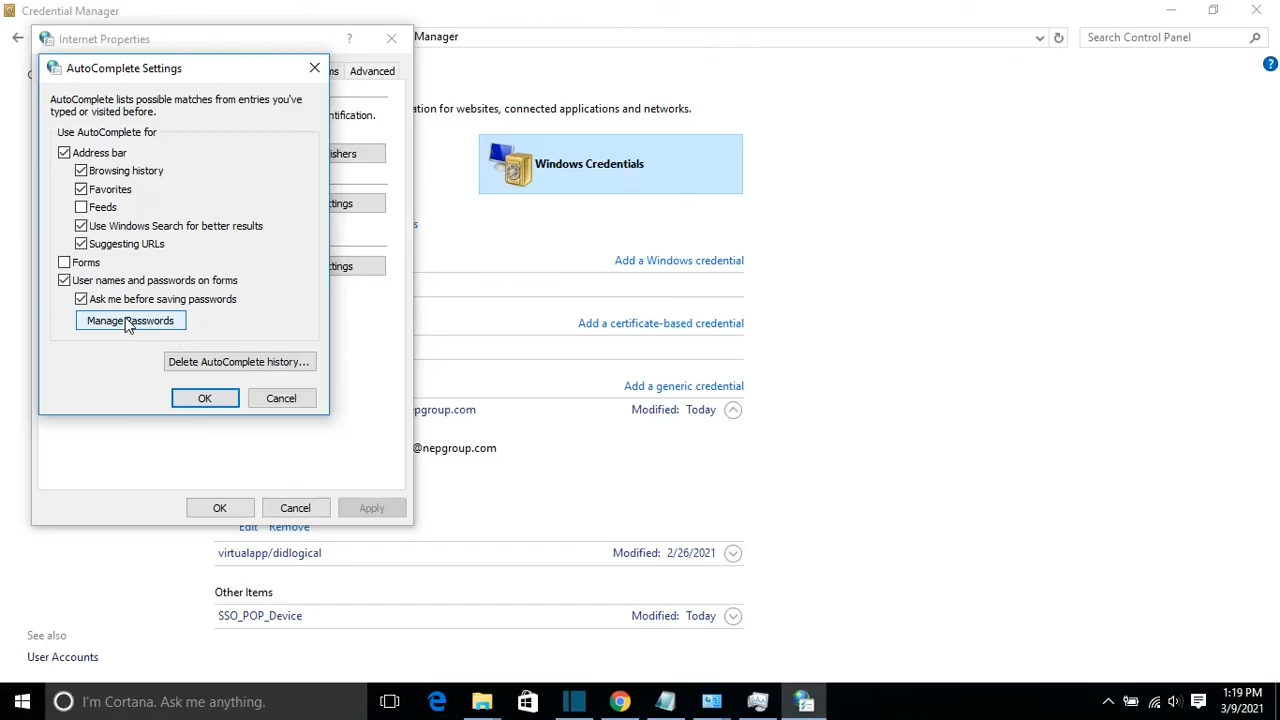 Credential Manager
Internet Properties
?
Manager
Search Control Panel
AutoComplete Settings
ms
Advanced
AutoComplete lists possible matches from entries you've
typed or visited before.
ntification.
ation for websites, connected applications and networks.
Use AutoComplete for
Address bar
ishers
Windows Credentials
Browsing history
Favorites
ttings
Feeds
s
Use Windows Search for better results
Suggesting URLs
Forms
ttings
Add a Windows credential
User names and passwords on forms
Ask me before saving passwords
Manage Passwords
Add a certificate-based credential
Delete AutoComplete history...
Add a generic credential
OK
Cancel
pgroup.com
Modified: Today
@nepgroup.com
OK
Cancel
Apply
Edit
Remove
virtualapp/didlogical
Modified: 2/26/2021
Other Items
SSO_POP_Device
Modified: Today
See also
User Accounts
I'm Cortana. Ask me anything.
1:19 PM
3/9/2021